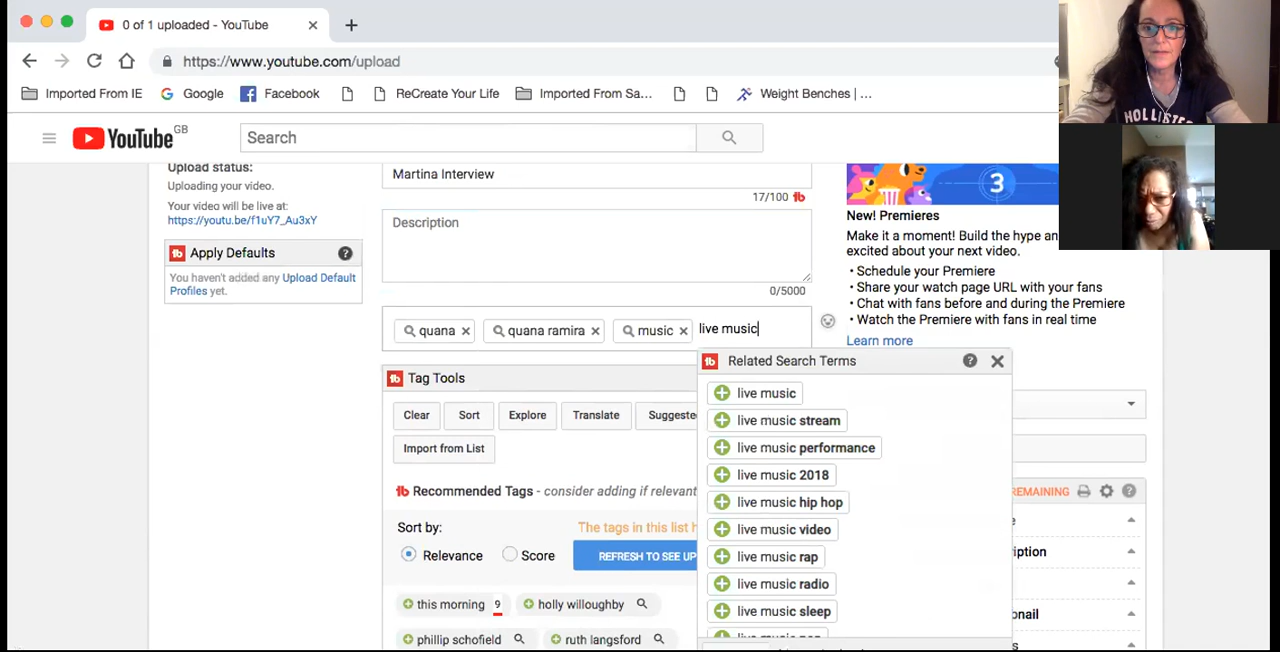 0 of 1 uploaded - YouTube
https://www.youtube.com/upload
Imported From IE
Google
Facebook
ReCreate Your Life
Imported From Sa...
Weight Benches | ...
YouTube GB
Search
Upload status:
Uploading your video.
Your video will be live at:
https://youtu.be/f1uY7_Au3xY
Apply Defaults
You haven't added any Upload Default
Profiles yet.
Martina Interview
17/100
Description
0/5000
quana
quana ramira
music
live music
Tag Tools
Clear
Sort
Explore
Translate
Suggested
Import from List
Recommended Tags - consider adding if relevant
Sort by:
The tags in this list h
Relevance
Score
REFRESH TO SEE UP
this morning 9
holly willoughby
phillip schofield
ruth langsford
Related Search Terms
live music
live music stream
live music performance
live music 2018
live music hip hop
live music video
live music rap
live music radio
live music sleep
3
New! Premieres
Make it a moment! Build the hype an
excited about your next video.
• Schedule your Premiere
• Share your watch page URL with your fans
• Chat with fans before and during the Premiere
• Watch the Premiere with fans in real time
Learn more
REMAINING
ription
nail
HOLLISTER